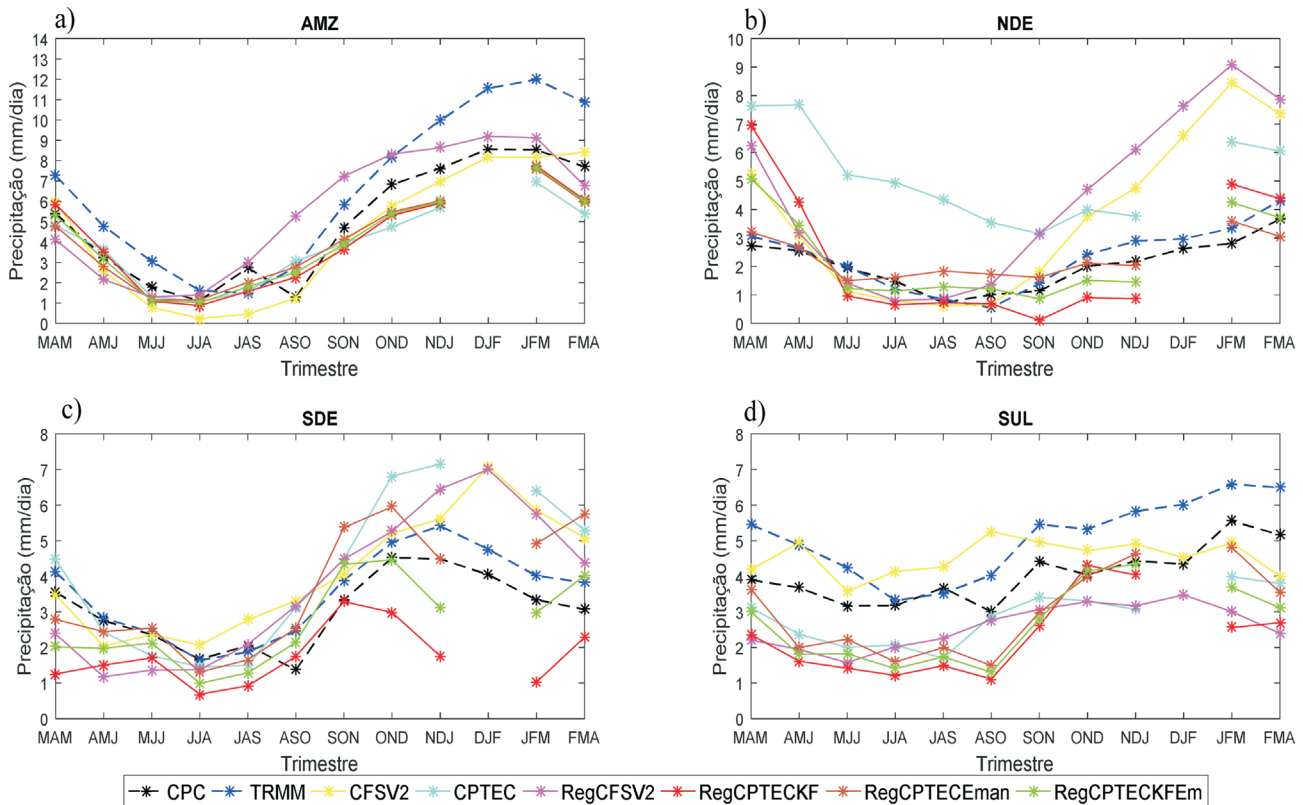 a)
AMZ
Precipitação (mm/dia)
14
13
12
11
10
9
8
7
6
5
4
3
2
1
0
MAM AMJ MJJ JJA JAS ASO SON OND NDJ DJF JFM FMA
Trimestre
b)
NDE
Precipitação (mm/dia)
10
9
8
7
6
5
4
3
2
1
0
MAM AMJ MJJ JJA JAS ASO SON OND NDJ DJF JFM FMA
Trimestre
c)
SDE
Precipitação (mm/dia)
8
7
6
5
4
3
2
1
0
MAM AMJ MJJ JJA JAS ASO SON OND NDJ DJF JFM FMA
Trimestre
d)
SUL
Precipitação (mm/dia)
8
7
6
5
4
3
2
1
0
MAM AMJ MJJ JJA JAS ASO SON OND NDJ DJF JFM FMA
Trimestre
CPC TRMM CFSV2 CPTEC RegCFSV2 RegCPTECKF RegCPTECEman RegCPTECKFEm